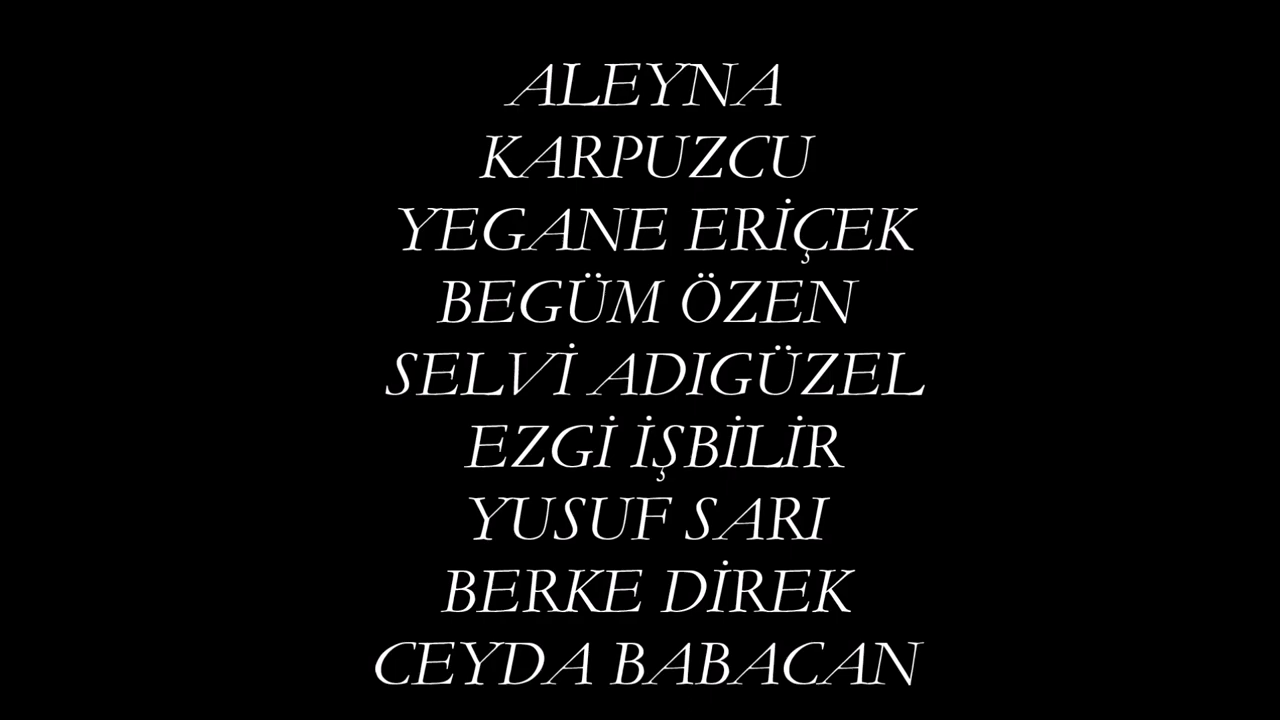 ALEYNA
KARPUZCU
YEGANE ERİÇEK
BEGÜM ÖZEN
SELVİ ADIGÜZEL
EZGİ İŞBİLİR
YUSUF SARI
BERKE DİREK
CEYDA BABACAN